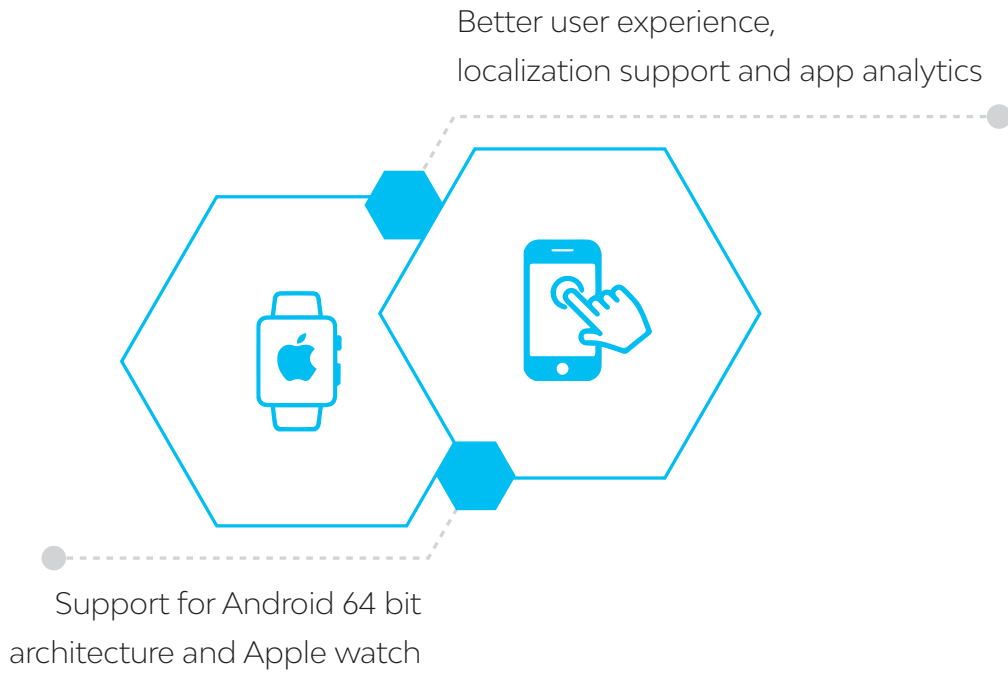 Better user experience,
localization support and app analytics
Support for Android 64 bit
architecture and Apple watch